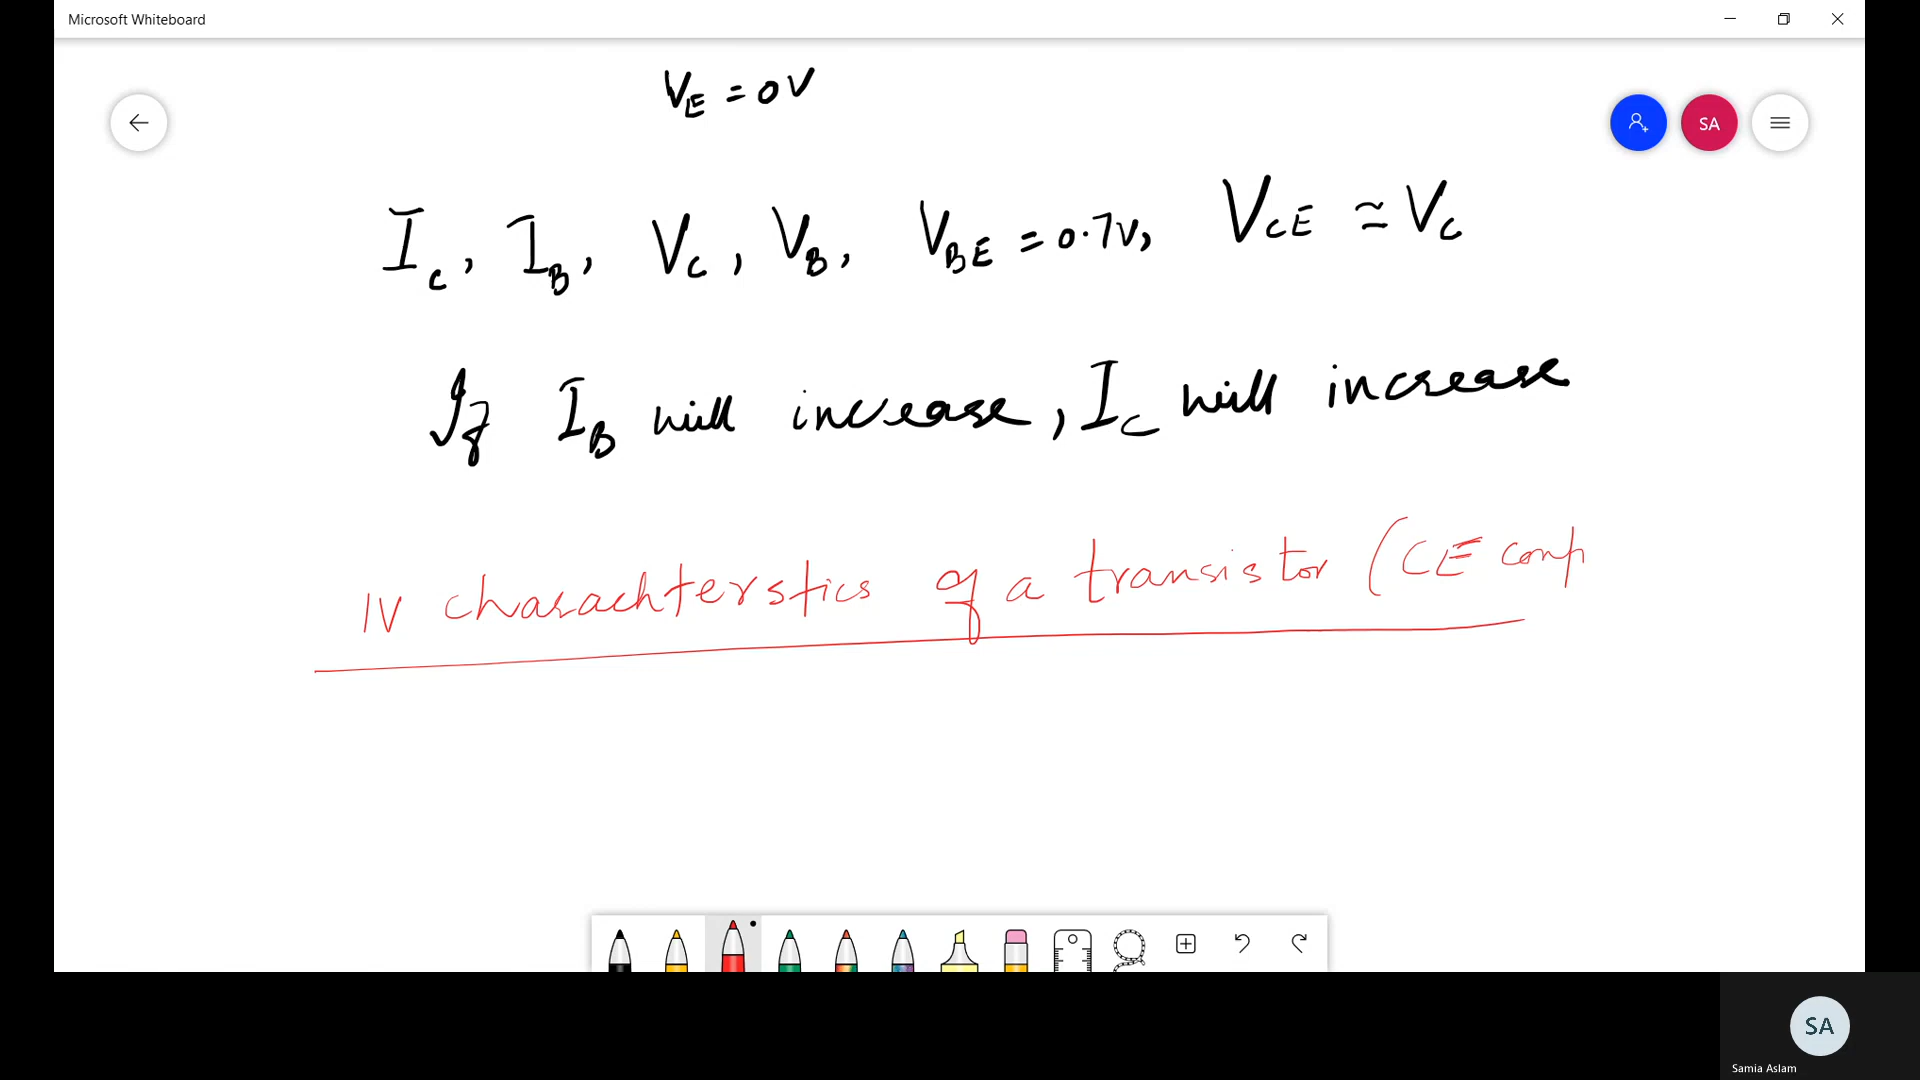 Microsoft Whiteboard
V_E = 0V
SA
I_C, I_B, V_C, V_B, V_BE = 0.7V, V_CE ≃ V_C
If I_B will increase, I_C will increase
IV charachterstics of a transistor (CE conf
SA
Samia Aslam